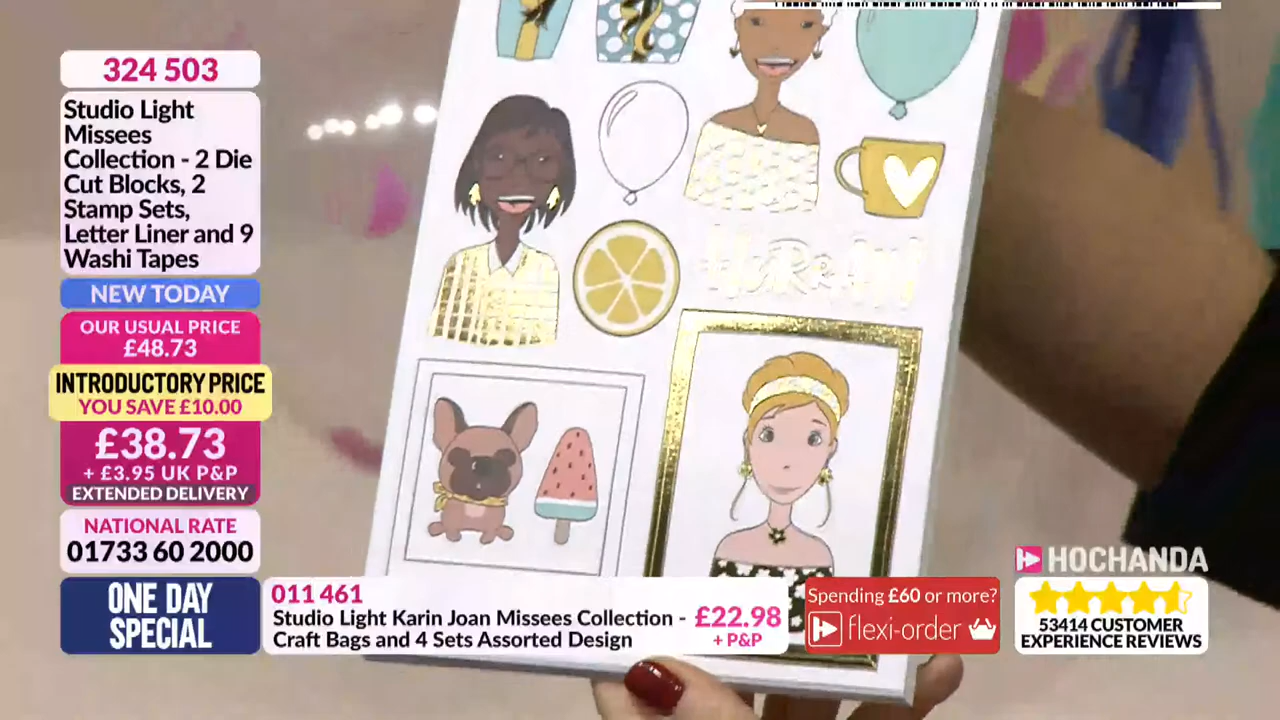 324 503
Studio Light
Missees
Collection - 2 Die
Cut Blocks, 2
Stamp Sets,
Letter Liner and 9
Washi Tapes
NEW TODAY
OUR USUAL PRICE
£48.73
INTRODUCTORY PRICE
YOU SAVE £10.00
£38.73
+ £3.95 UK P&P
EXTENDED DELIVERY
NATIONAL RATE
01733 60 2000
ONE DAY
SPECIAL
011 461
Studio Light Karin Joan Missees Collection -
Craft Bags and 4 Sets Assorted Design
£22.98
+ P&P
Spending £60 or more?
flexi-order
HOCHANDA
53414 CUSTOMER
EXPERIENCE REVIEWS
HURRAY!